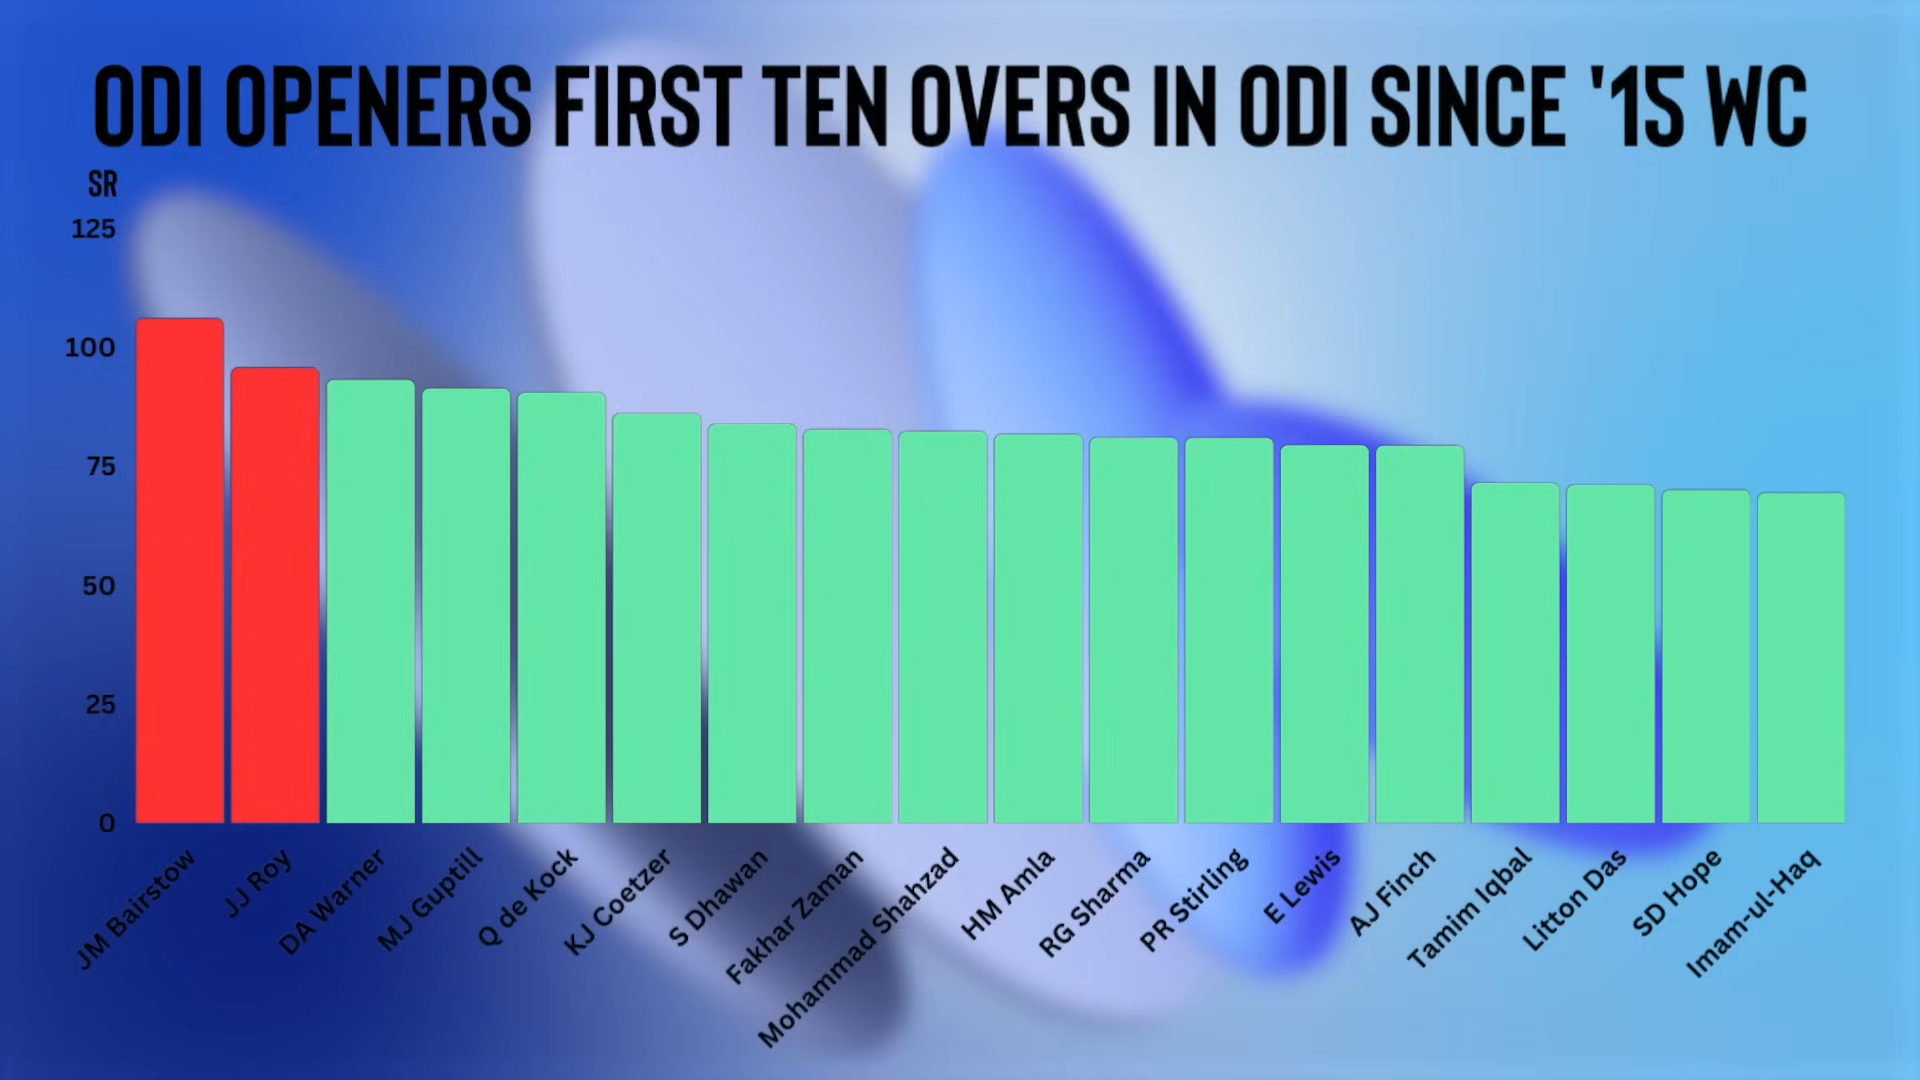 ODI OPENERS FIRST TEN OVERS IN ODI SINCE '15 WC
SR
125
100
75
50
25
0
JM Bairstow
JJ Roy
DA Warner
MJ Guptill
Q de Kock
KJ Coetzer
S Dhawan
Fakhar Zaman
Mohammad Shahzad
HM Amla
RG Sharma
PR Stirling
E Lewis
AJ Finch
Tamim Iqbal
Litton Das
SD Hope
Imam-ul-Haq